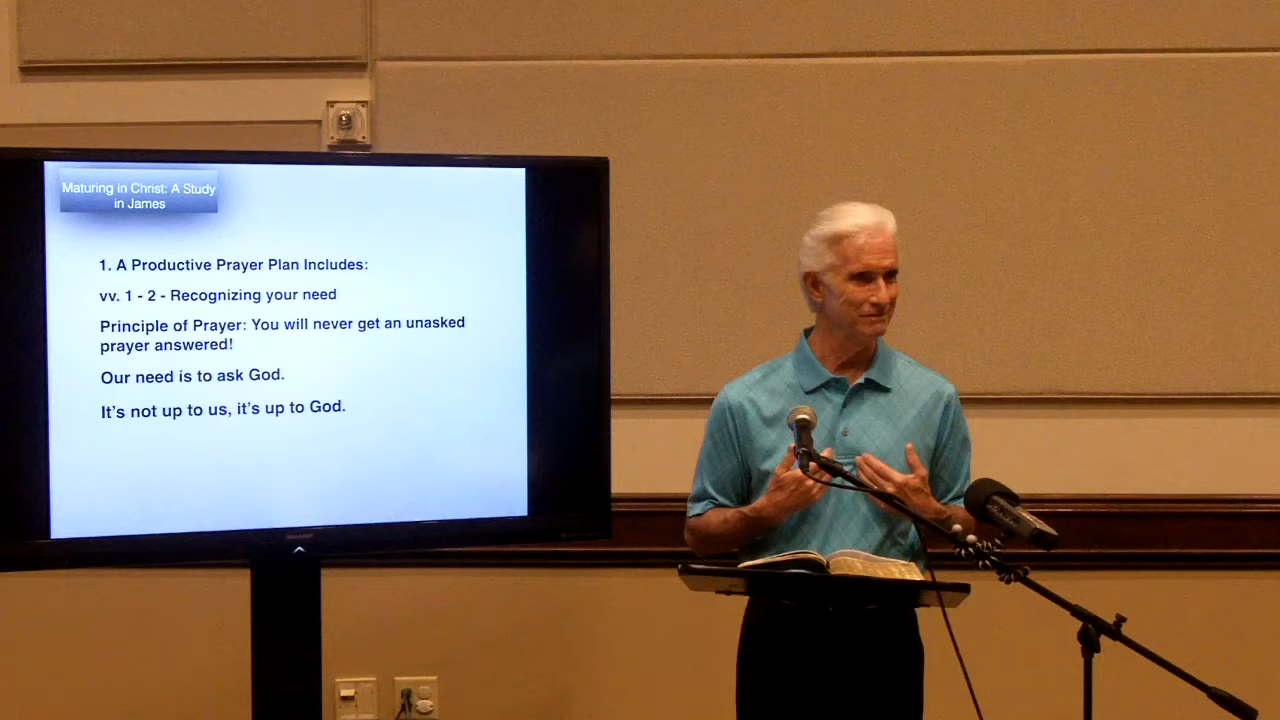 Maturing in Christ: A Study
in James
1. A Productive Prayer Plan Includes:
vv. 1 - 2 - Recognizing your need
Principle of Prayer: You will never get an unasked
prayer answered!
Our need is to ask God.
It's not up to us, it's up to God.